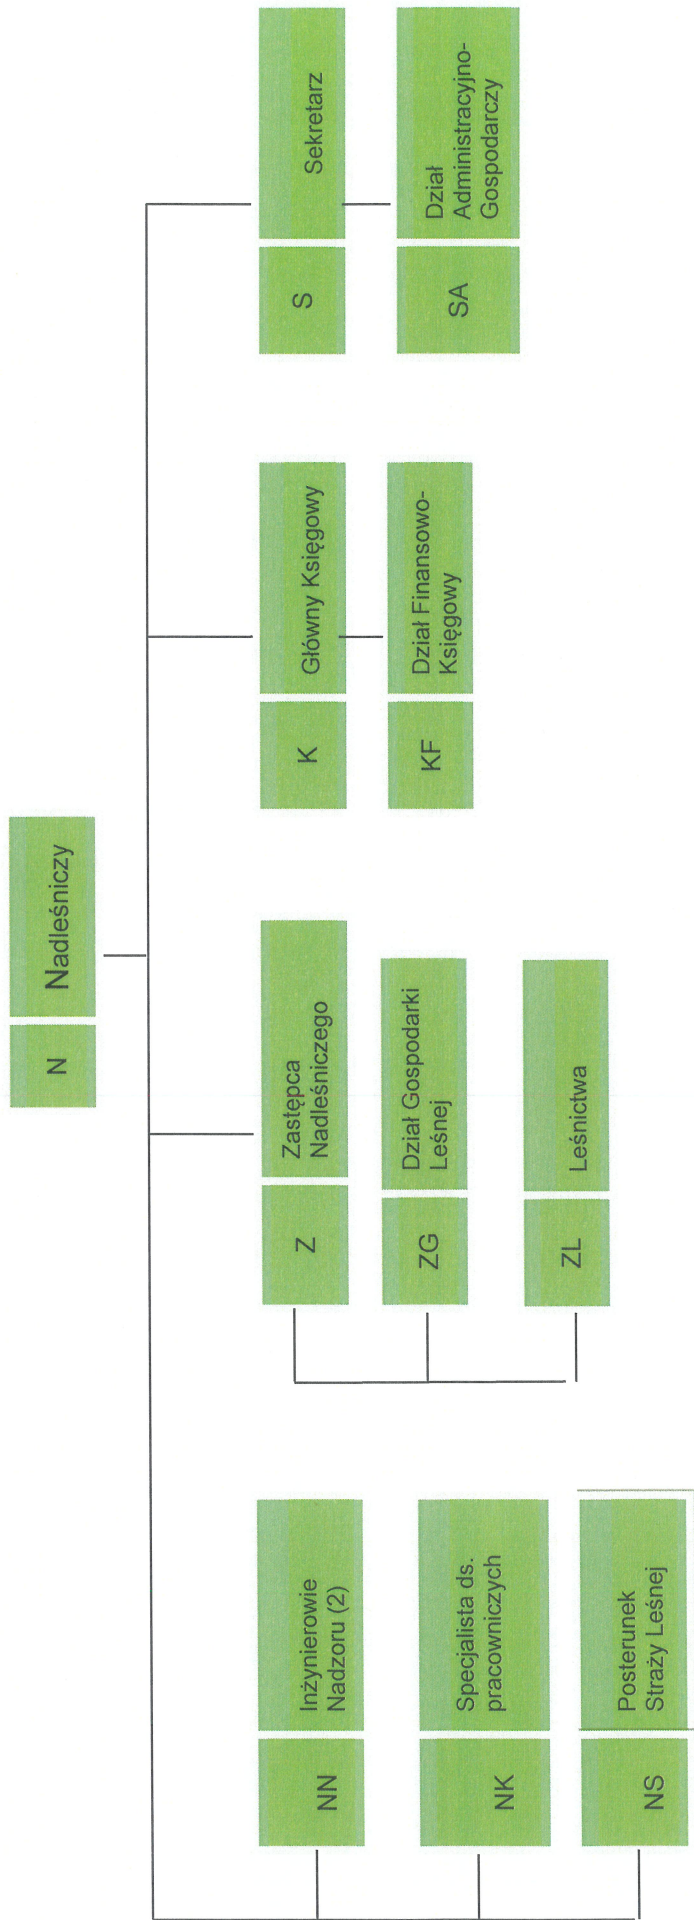 N
Nadleśniczy
NN
Inżynierowie
Nadzoru (2)
NK
Specjalista ds.
pracowniczych
NS
Posterunek
Straży Leśnej
Z
Zastępca
Nadleśniczego
ZG
Dział Gospodarki
Leśnej
ZL
Leśnictwa
K
Główny Księgowy
KF
Dział Finansowo-
Księgowy
S
Sekretarz
SA
Dział
Administracyjno-
Gospodarczy